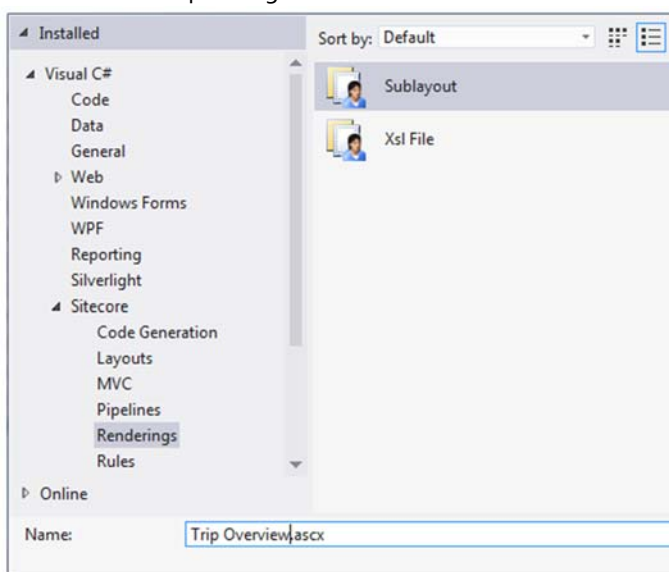 Installed
Sort by: Default
Visual C#
Code
Data
General
Web
Windows Forms
WPF
Reporting
Silverlight
Sitecore
Code Generation
Layouts
MVC
Pipelines
Renderings
Rules
Online
Sublayout
Xsl File
Name: Trip Overview.ascx